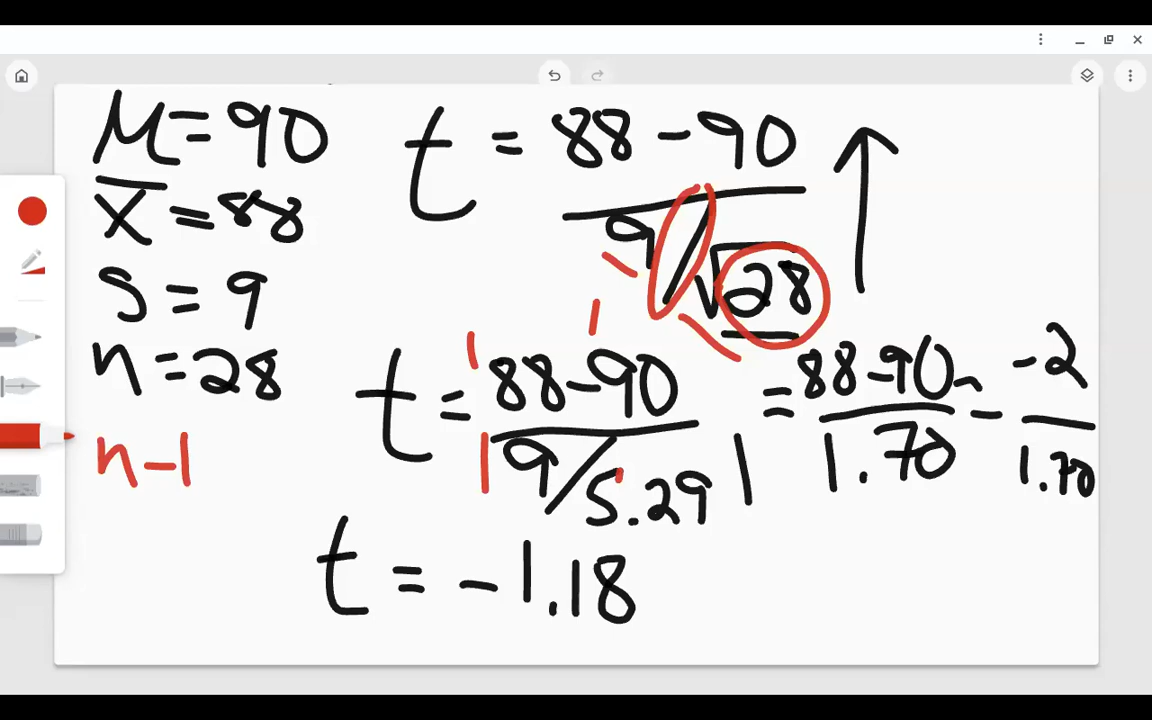 μ = 90
x̄ = 88
s = 9
n = 28
n - 1
t = 88 - 90
9/√28
t = 88 - 90 = 88 - 90 = -2
9/5.29 1.70 1.70
t = -1.18